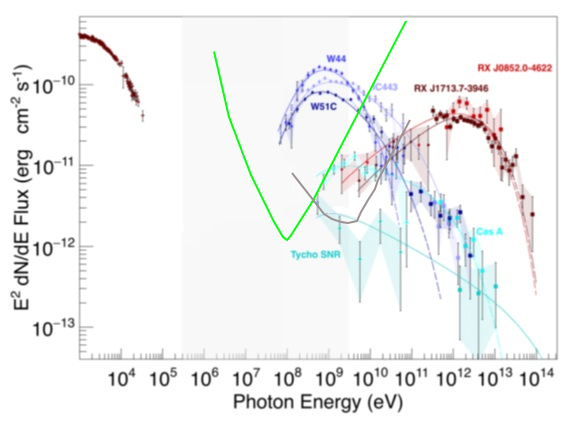 RX J0852.0-4622
W44
IC443
RX J1713.7-3946
W51C
Cas A
Tycho SNR
E² dN/dE Flux (erg cm⁻² s⁻¹)
10⁻¹⁰
10⁻¹¹
10⁻¹²
10⁻¹³
10⁴ 10⁵ 10⁶ 10⁷ 10⁸ 10⁹ 10¹⁰ 10¹¹ 10¹² 10¹³ 10¹⁴
Photon Energy (eV)